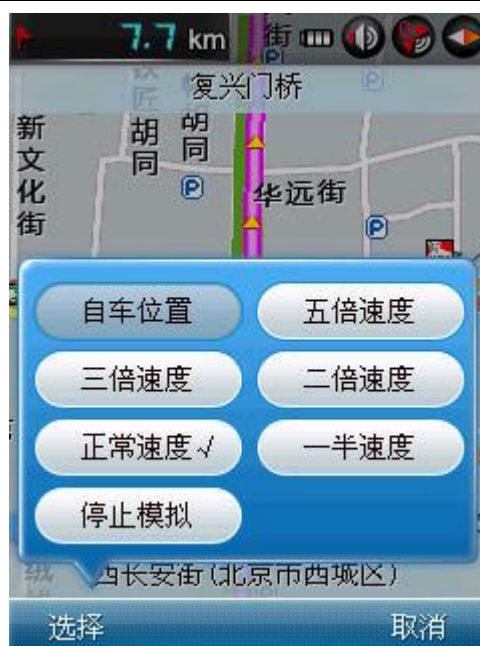 7.7 km
街
复兴门桥
新文化街
匠胡同
胡同
华远街
自车位置
五倍速度
三倍速度
二倍速度
正常速度√
一半速度
停止模拟
西长安街(北京市西城区)
选择
取消